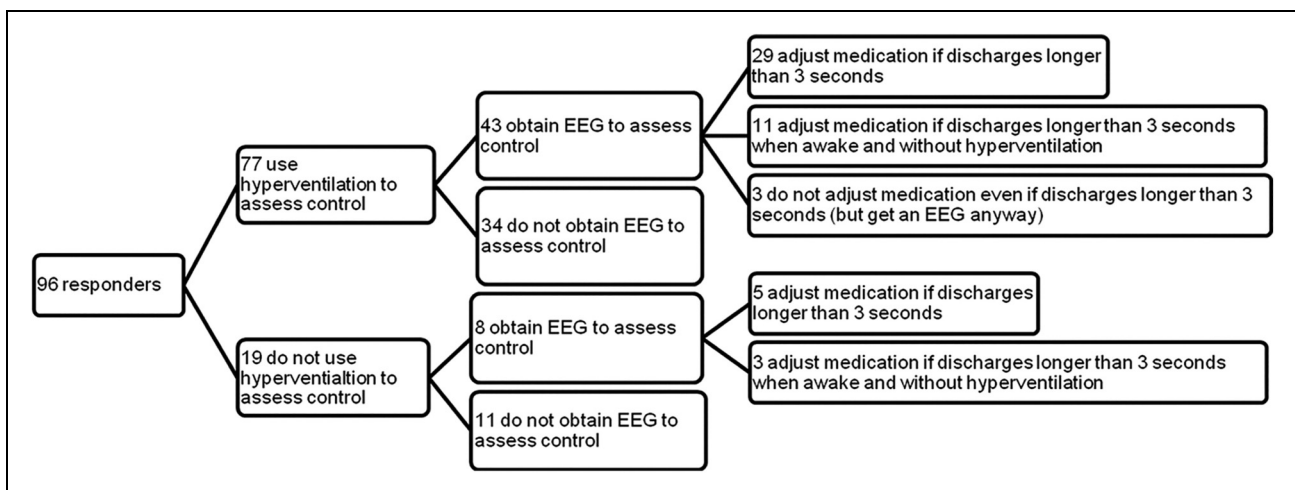 96 responders
77 use
hyperventilation to
assess control
19 do not use
hyperventialtion to
assess control
43 obtain EEG to assess
control
34 do not obtain EEG to
assess control
8 obtain EEG to assess
control
11 do not obtain EEG to
assess control
29 adjust medication if discharges longer
than 3 seconds
11 adjust medication if discharges longer than 3 seconds
when awake and without hyperventilation
3 do not adjust medication even if discharges longer than 3
seconds (but get an EEG anyway)
5 adjust medication if discharges
longer than 3 seconds
3 adjust medication if discharges longer than 3 seconds
when awake and without hyperventilation